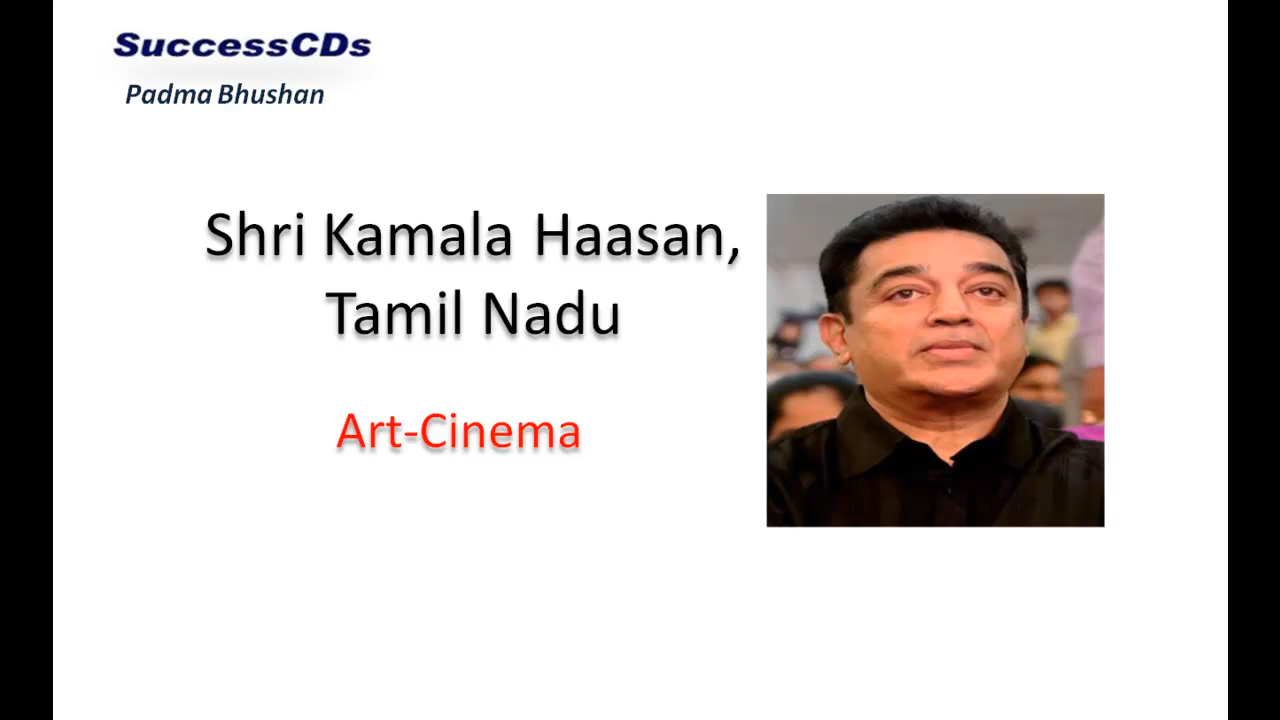 SuccessCDs
Padma Bhushan
Shri Kamala Haasan,
Tamil Nadu
Art-Cinema